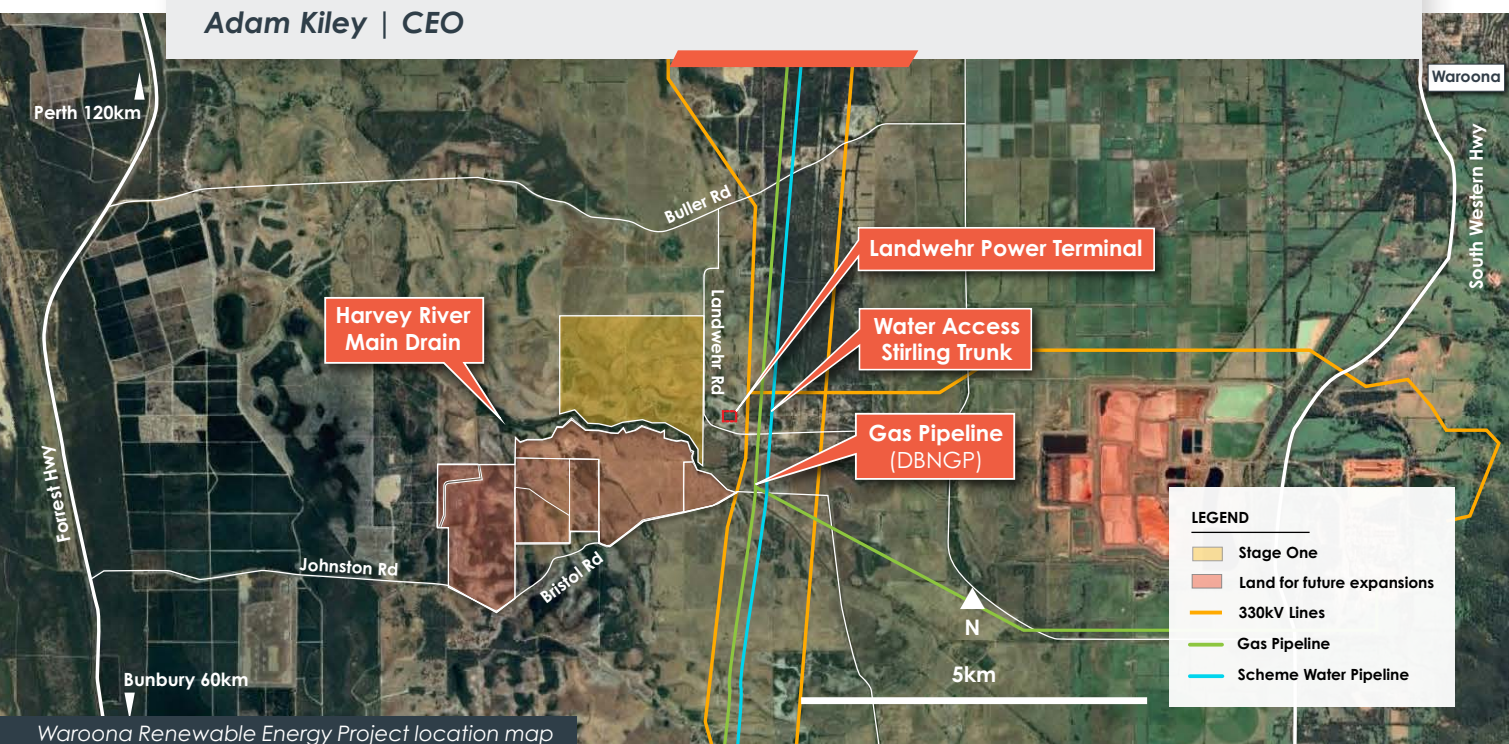 Adam Kiley | CEO
Waroona
Perth 120km
South Western Hwy
Buller Rd
Landwehr Power Terminal
Landwehr Rd
Harvey River
Main Drain
Water Access
Stirling Trunk
Gas Pipeline
(DBNGP)
Forrest Hwy
Johnston Rd
Bristol Rd
N
5km
Bunbury 60km
LEGEND
Stage One
Land for future expansions
330kV Lines
Gas Pipeline
Scheme Water Pipeline
Waroona Renewable Energy Project location map